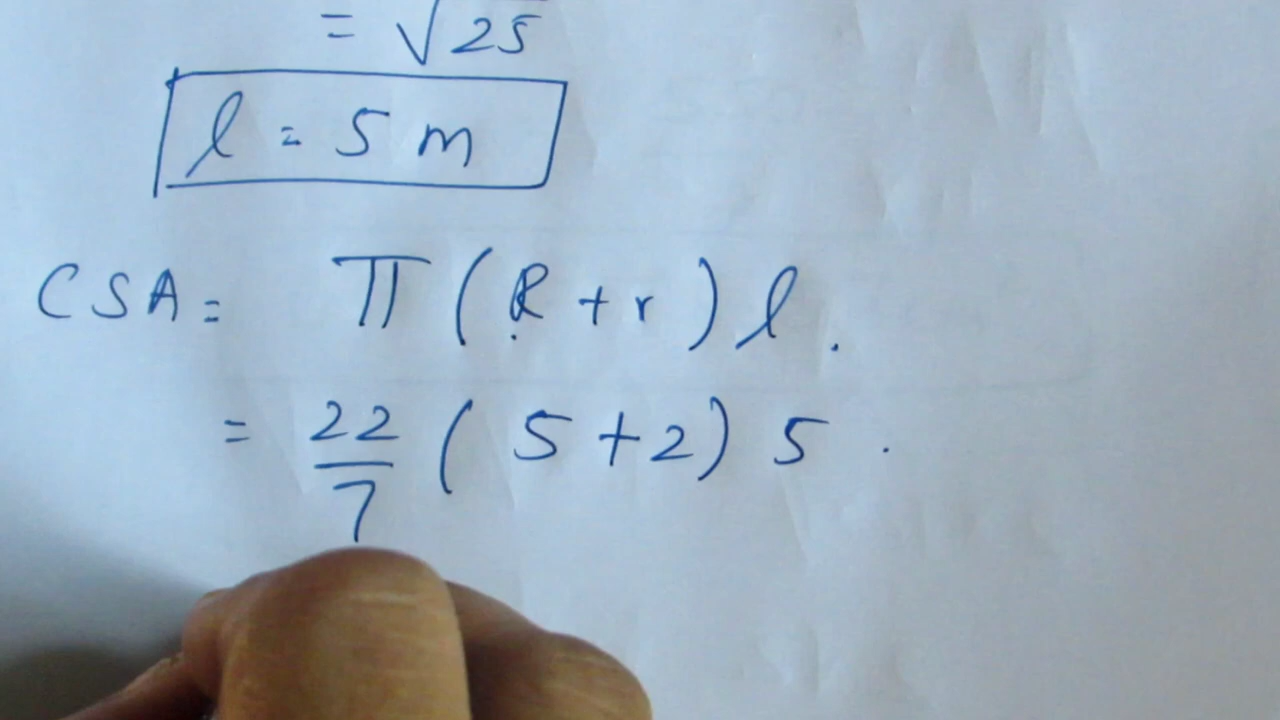 = √25
l = 5 m
CSA = π (R + r) l.
= 22/7 ( 5 + 2) 5 .